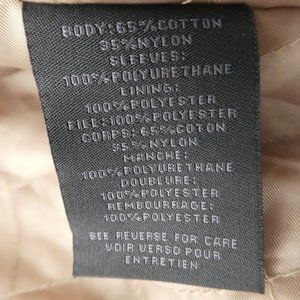 BODY: 65%COTTON
35%NYLON
SLEEVES:
100%POLYURETHANE
LINING:
100%POLYESTER
FILL: 100%POLYESTER
CORPS: 65%COTON
35%NYLON
MANCHE:
100%POLYURETHANE
DOUBLURE:
100%POLYESTER
REMBOURRAGE:
100%POLYESTER
SEE REVERSE FOR CARE
VOIR VERSO POUR
ENTRETIEN